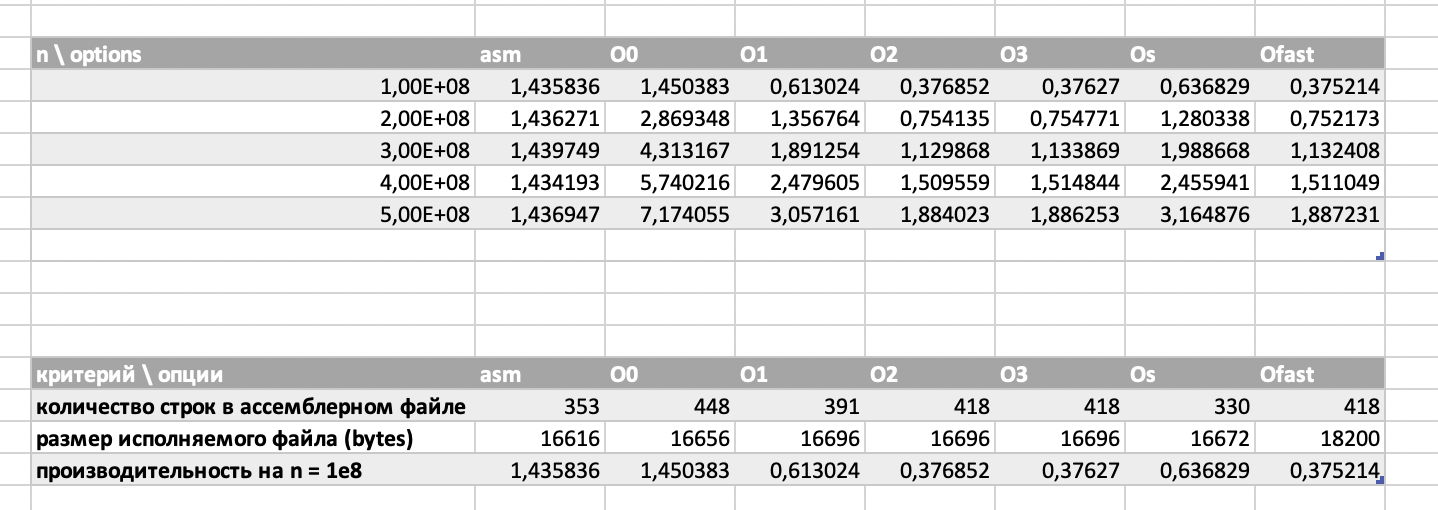 n \ options asm O0 O1 O2 O3 Os Ofast
1,00E+08 1,435836 1,450383 0,613024 0,376852 0,37627 0,636829 0,375214
2,00E+08 1,436271 2,869348 1,356764 0,754135 0,754771 1,280338 0,752173
3,00E+08 1,439749 4,313167 1,891254 1,129868 1,133869 1,988668 1,132408
4,00E+08 1,434193 5,740216 2,479605 1,509559 1,514844 2,455941 1,511049
5,00E+08 1,436947 7,174055 3,057161 1,884023 1,886253 3,164876 1,887231
критерий \ опции asm O0 O1 O2 O3 Os Ofast
количество строк в ассемблерном файле 353 448 391 418 418 330 418
размер исполняемого файла (bytes) 16616 16656 16696 16696 16696 16672 18200
производительность на n = 1e8 1,435836 1,450383 0,613024 0,376852 0,37627 0,636829 0,375214